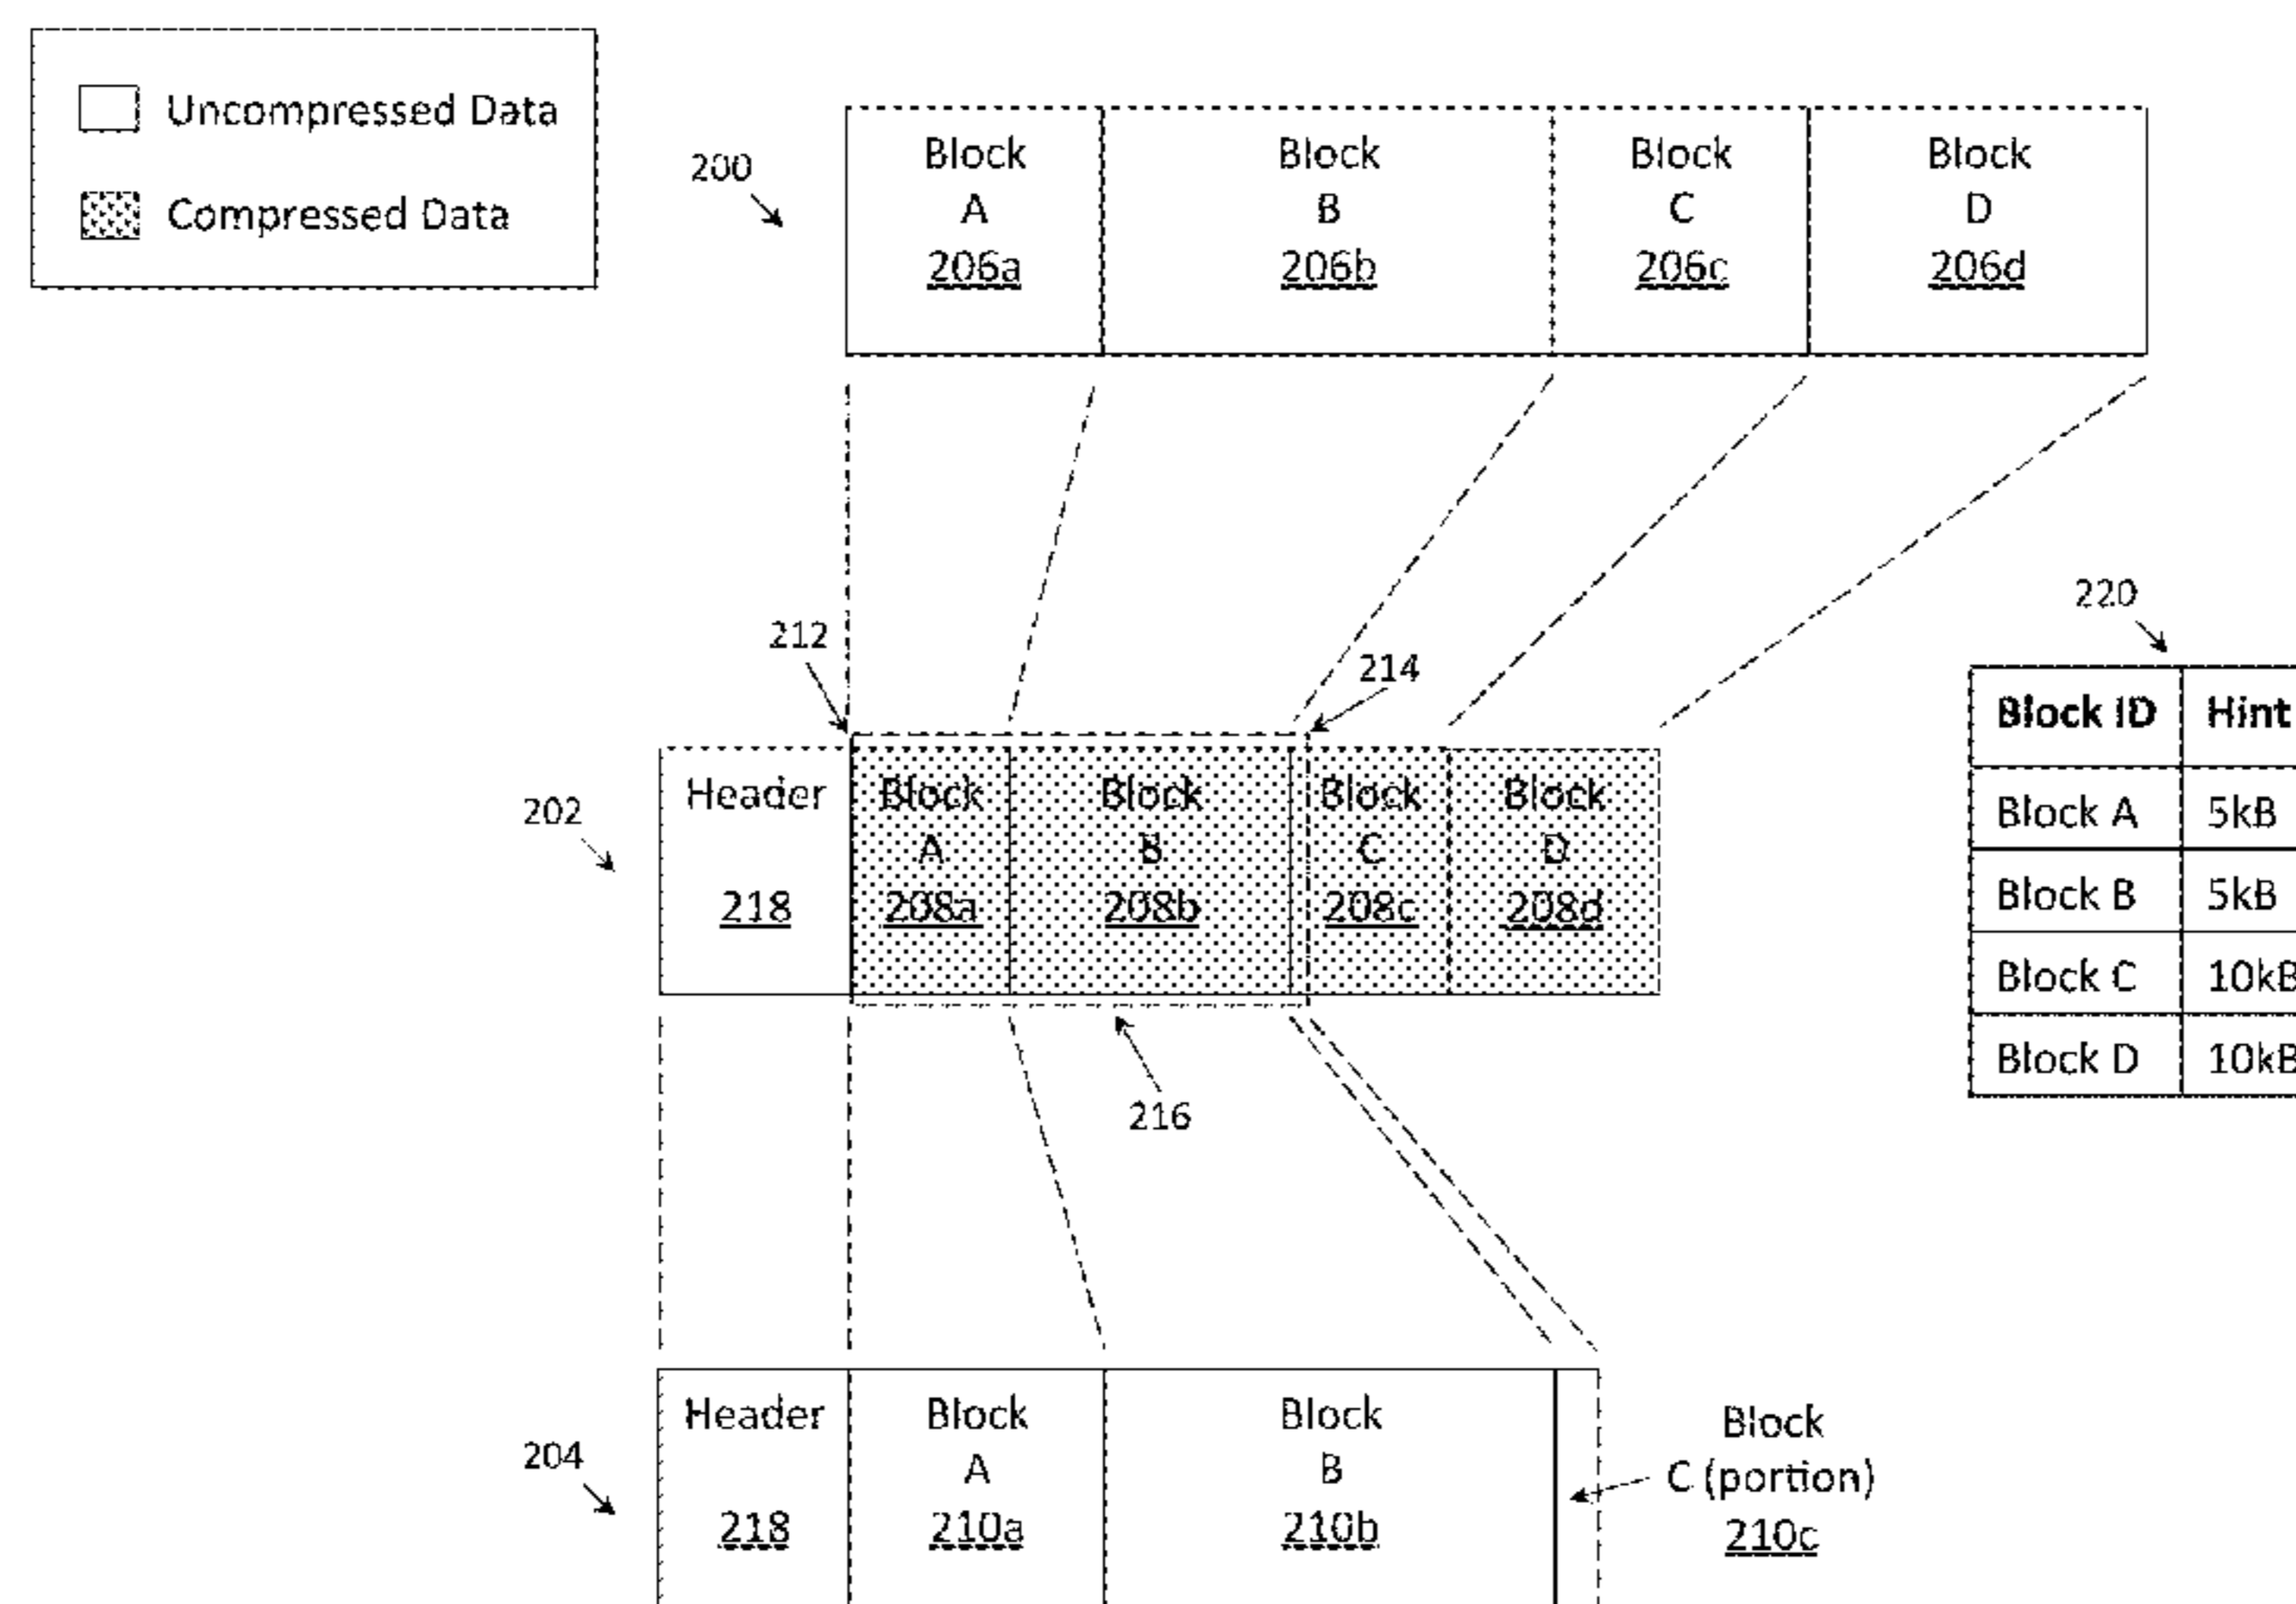 Uncompressed Data
Compressed Data
200
Block
A
206a
Block
B
206b
Block
C
206c
Block
D
206d
212
214
220
202
Header
218
Block
A
208a
Block
B
208b
Block
C
208c
Block
D
208d
216
Block ID Hint
Block A 5kB
Block B 5kB
Block C 10kB
Block D 10kB
204
Header
218
Block
A
210a
Block
B
210b
Block
C (portion)
210c